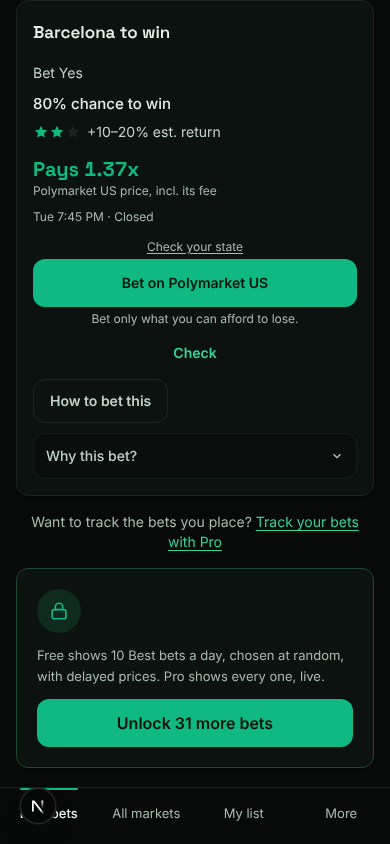 Barcelona to win
Bet Yes
80% chance to win
+10–20% est. return
Pays 1.37x
Polymarket US price, incl. its fee
Tue 7:45 PM · Closed
Check your state
Bet on Polymarket US
Bet only what you can afford to lose.
Check
How to bet this
Why this bet?
Want to track the bets you place? Track your bets
with Pro
Free shows 10 Best bets a day, chosen at random,
with delayed prices. Pro shows every one, live.
Unlock 31 more bets
N
bets
All markets
My list
More